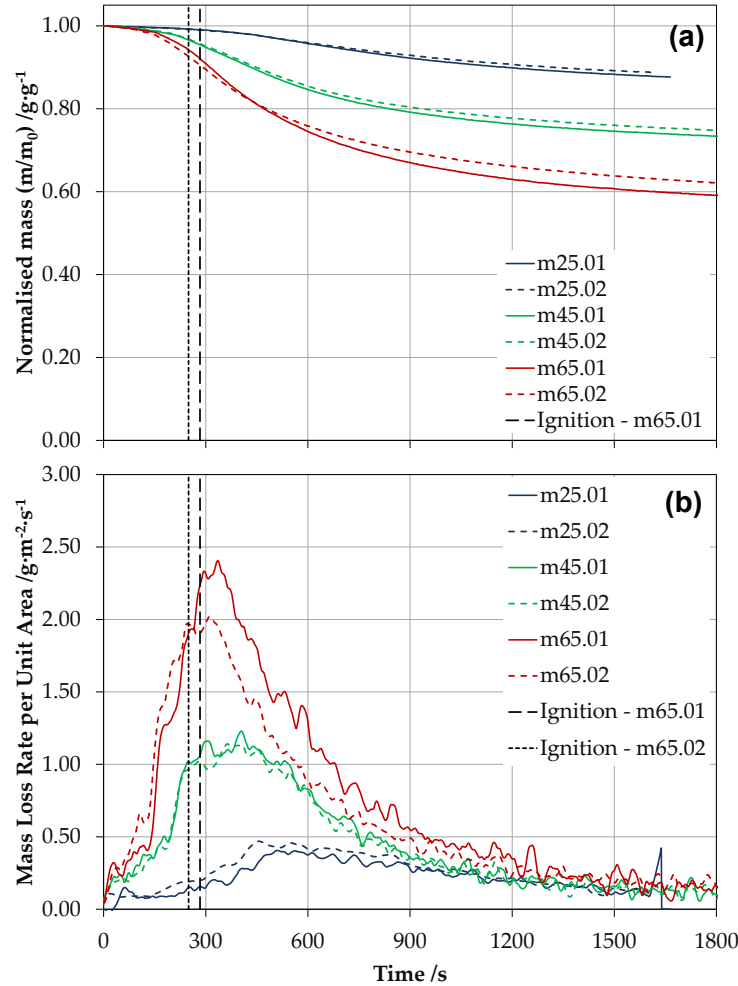 (a)
1.00
0.80
0.60
0.40
0.20
0.00
Normalised mass (m/m₀) /g·g⁻¹
m25.01
m25.02
m45.01
m45.02
m65.01
m65.02
Ignition - m65.01
(b)
3.00
2.50
2.00
1.50
1.00
0.50
0.00
Mass Loss Rate per Unit Area /g·m⁻²·s⁻¹
m25.01
m25.02
m45.01
m45.02
m65.01
m65.02
Ignition - m65.01
Ignition - m65.02
0 300 600 900 1200 1500 1800
Time /s